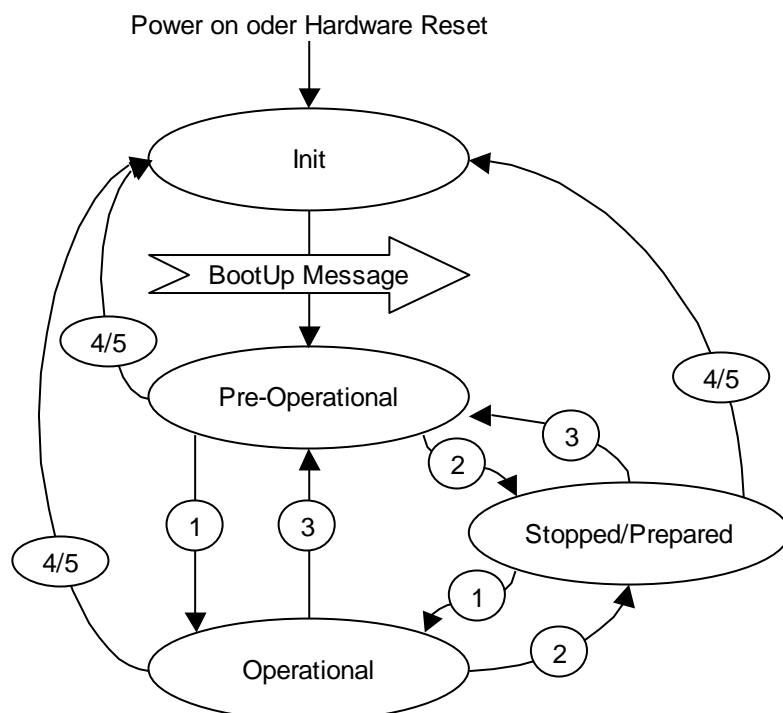 Power on oder Hardware Reset
Init
BootUp Message
4/5
Pre-Operational
4/5
3
2
1
3
Stopped/Prepared
4/5
1
2
Operational